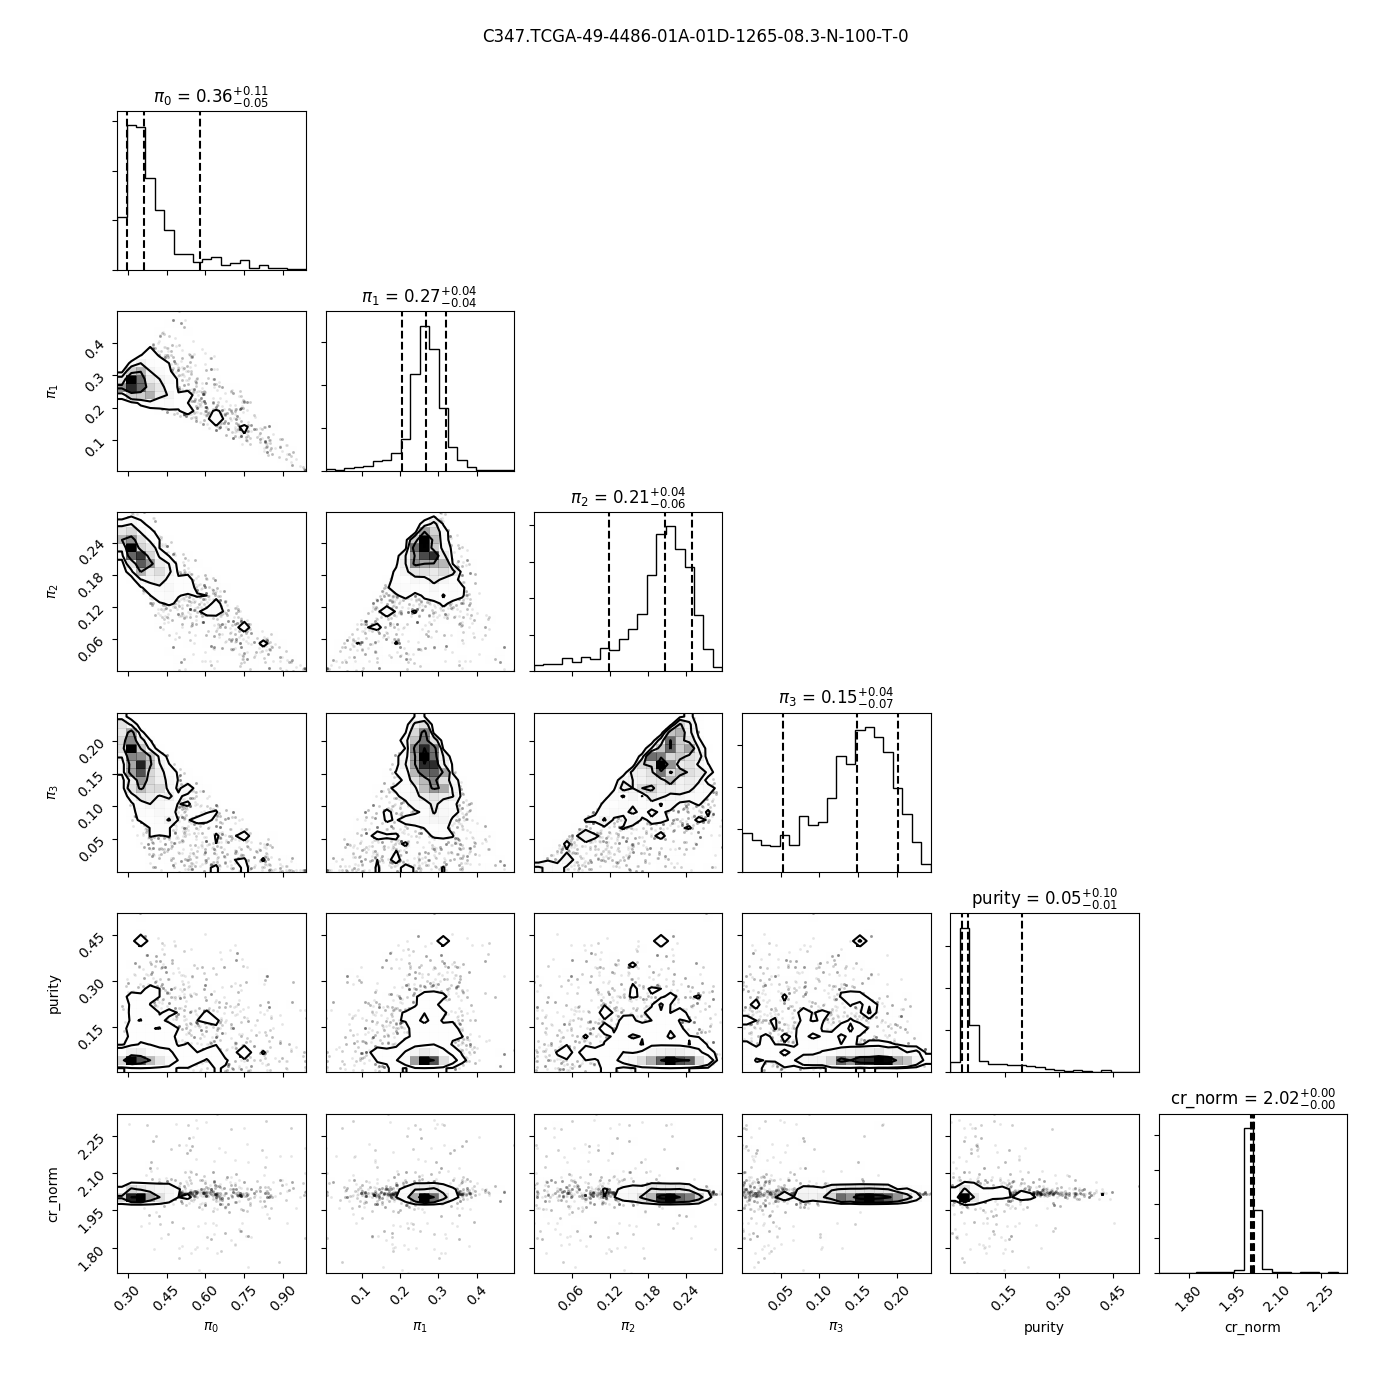 C347.TCGA-49-4486-01A-01D-1265-08.3-N-100-T-0
π₀ = 0.36 +0.11 −0.05
π₁ = 0.27 +0.04 −0.04
π₁
0.4
0.3
0.2
0.1
π₂ = 0.21 +0.04 −0.06
π₂
0.24
0.18
0.12
0.06
π₃ = 0.15 +0.04 −0.07
π₃
0.20
0.15
0.10
0.05
purity = 0.05 +0.10 −0.01
purity
0.45
0.30
0.15
cr_norm = 2.02 +0.00 −0.00
cr_norm
2.25
2.10
1.95
1.80
0.30 0.45 0.60 0.75 0.90
π₀
0.1 0.2 0.3 0.4
π₁
0.06 0.12 0.18 0.24
π₂
0.05 0.10 0.15 0.20
π₃
0.15 0.30 0.45
purity
1.80 1.95 2.10 2.25
cr_norm